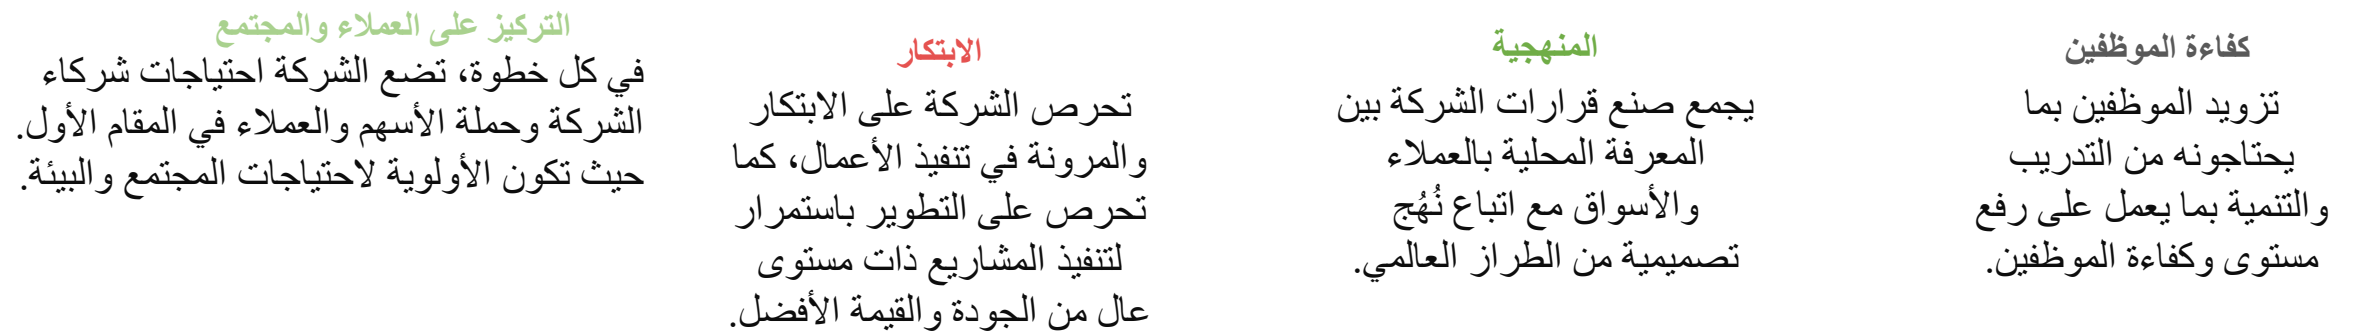 كفاءة الموظفين
تزويد الموظفين بما
يحتاجونه من التدريب
والتنمية بما يعمل على رفع
مستوى وكفاءة الموظفين.
المنهجية
يجمع صنع قرارات الشركة بين
المعرفة المحلية بالعملاء
والأسواق مع اتباع نُهُج
تصميمية من الطراز العالمي.
الابتكار
تحرص الشركة على الابتكار
والمرونة في تنفيذ الأعمال، كما
تحرص على التطوير باستمرار
لتنفيذ المشاريع ذات مستوى
عال من الجودة والقيمة الأفضل.
التركيز على العملاء والمجتمع
في كل خطوة، تضع الشركة احتياجات شركاء
الشركة وحملة الأسهم والعملاء في المقام الأول.
حيث تكون الأولوية لاحتياجات المجتمع والبيئة.